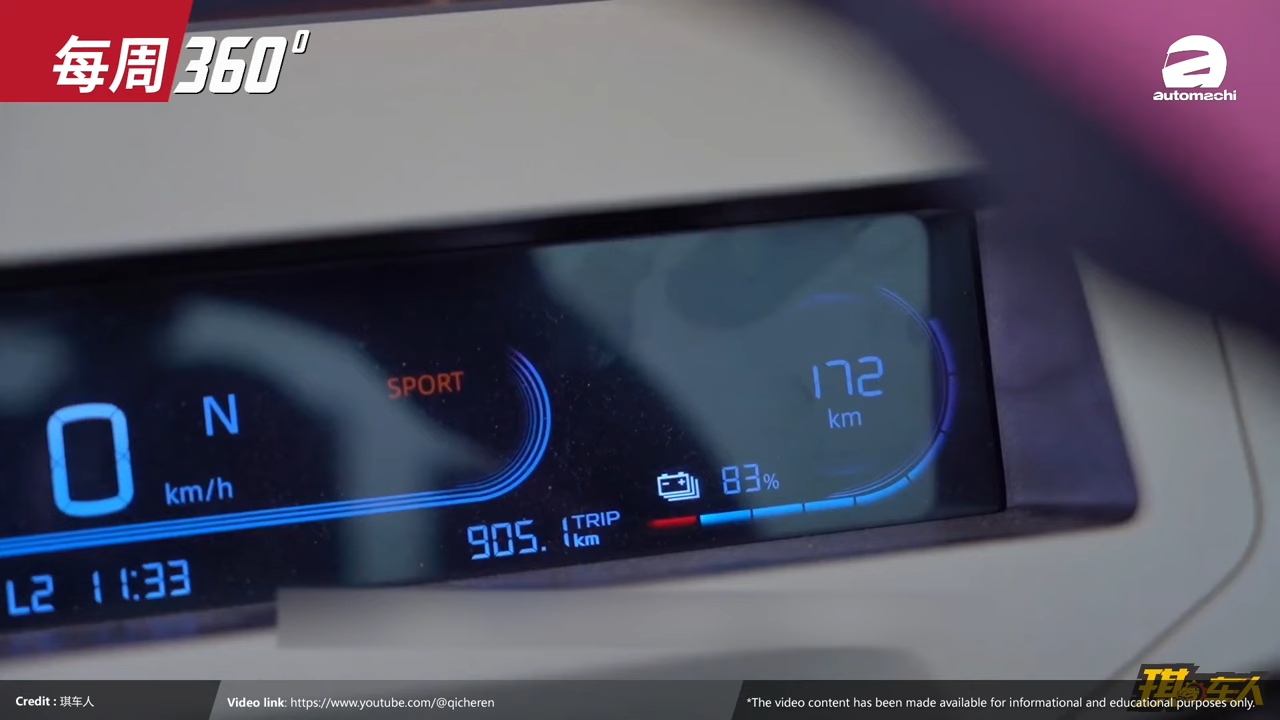 每周360°
automachi
172
km
SPORT
N
0
km/h
83%
905.1 TRIP km
L2 11:33
琪车人
Credit : 琪车人
Video link: https://www.youtube.com/@qicheren
*The video content has been made available for informational and educational purposes only.